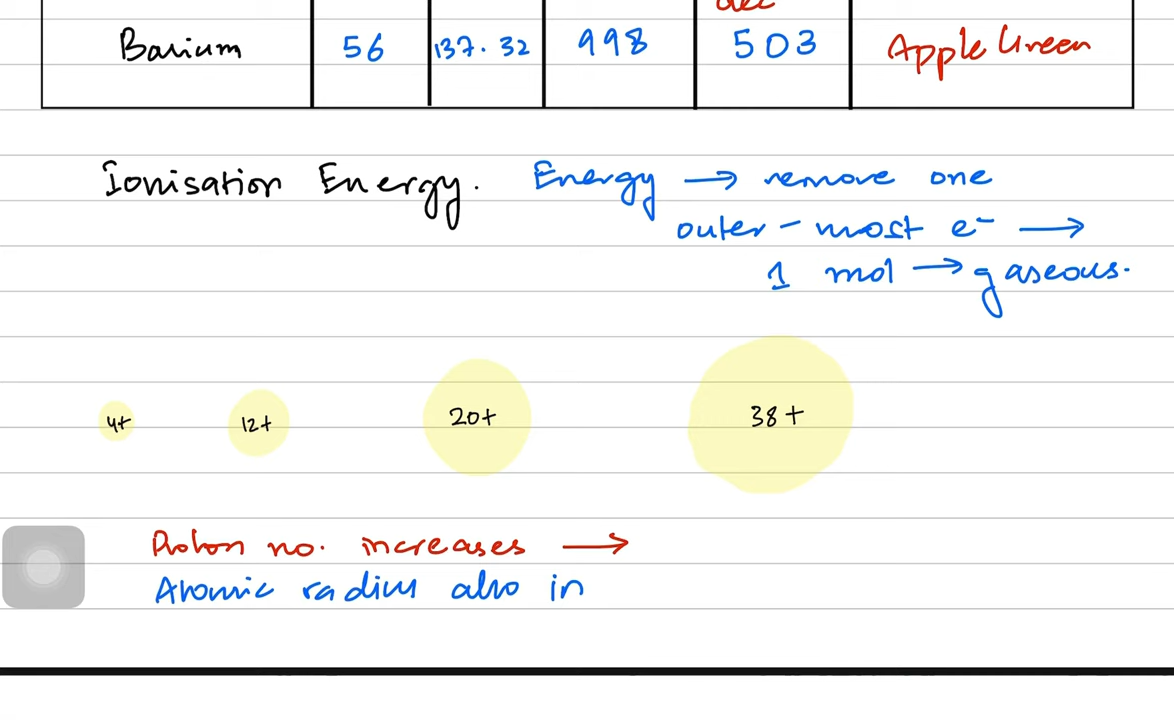 dec
Barium 56 137.32 998 503 Apple Green
Ionisation Energy. Energy → remove one
outer-most e⁻ →
1 mol → gaseous.
4+ 12+ 20+ 38+
Proton no. increases →
Atomic radius also in